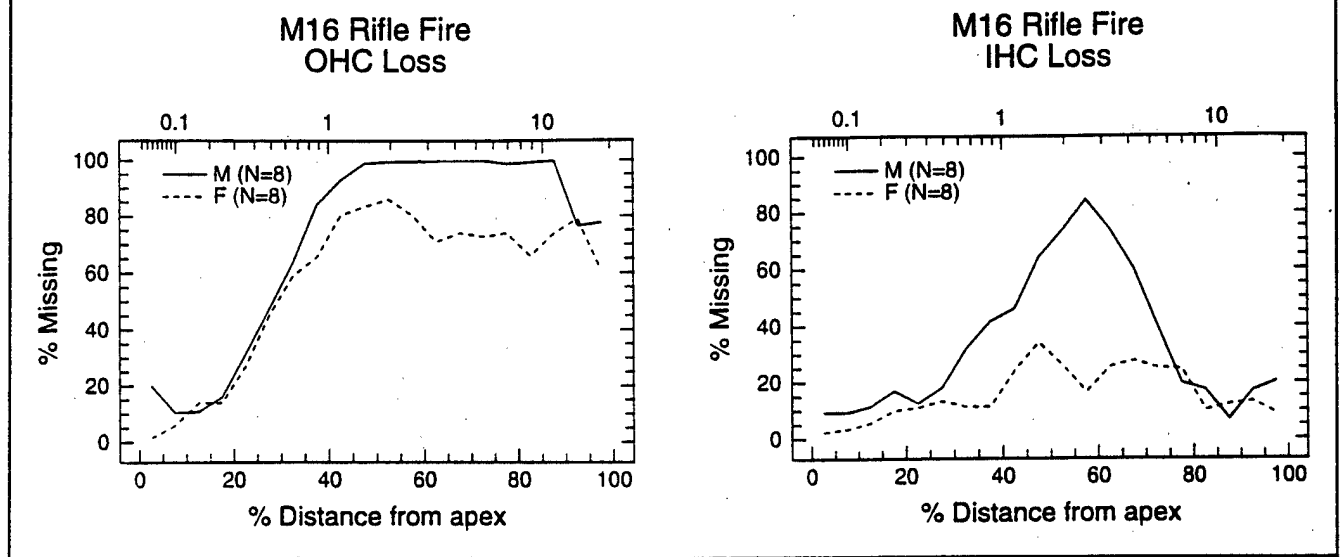 M16 Rifle Fire
OHC Loss
0.1 1 10
M (N=8)
F (N=8)
100
80
60
40
20
0
% Missing
0 20 40 60 80 100
% Distance from apex
M16 Rifle Fire
IHC Loss
0.1 1 10
M (N=8)
F (N=8)
100
80
60
40
20
0
% Missing
0 20 40 60 80 100
% Distance from apex